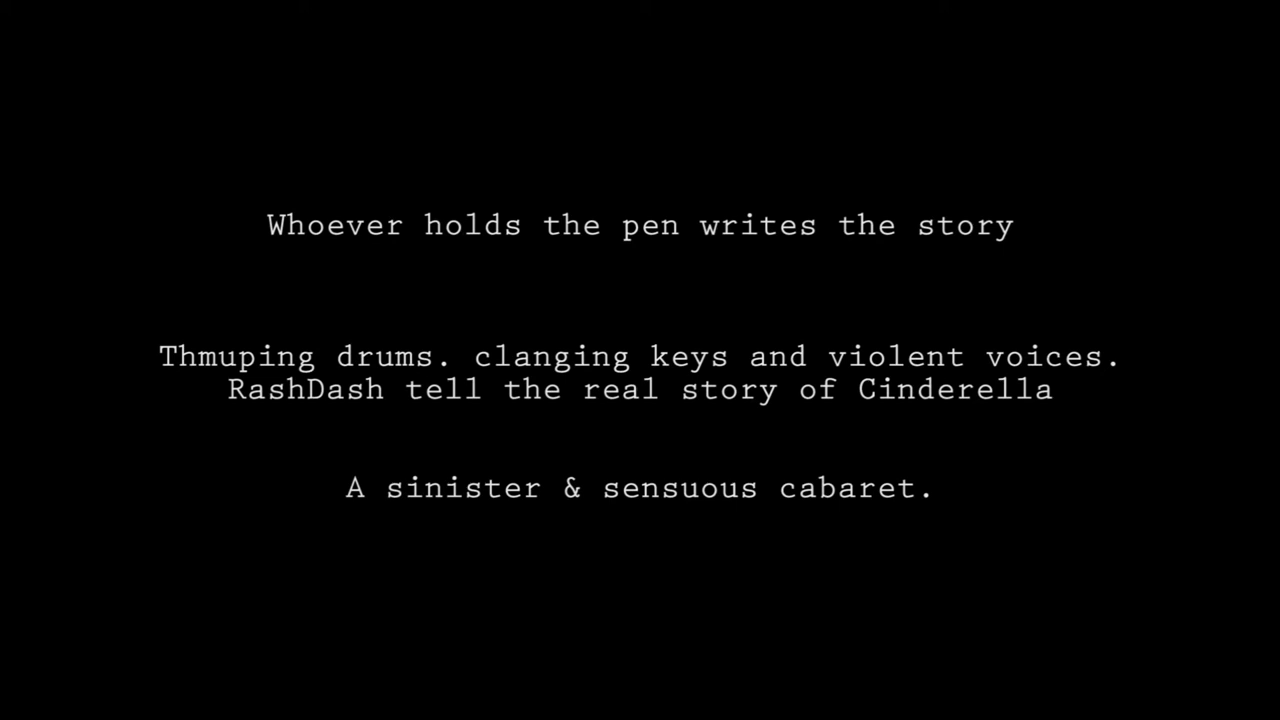 Whoever holds the pen writes the story
Thmuping drums. clanging keys and violent voices.
RashDash tell the real story of Cinderella
A sinister & sensuous cabaret.